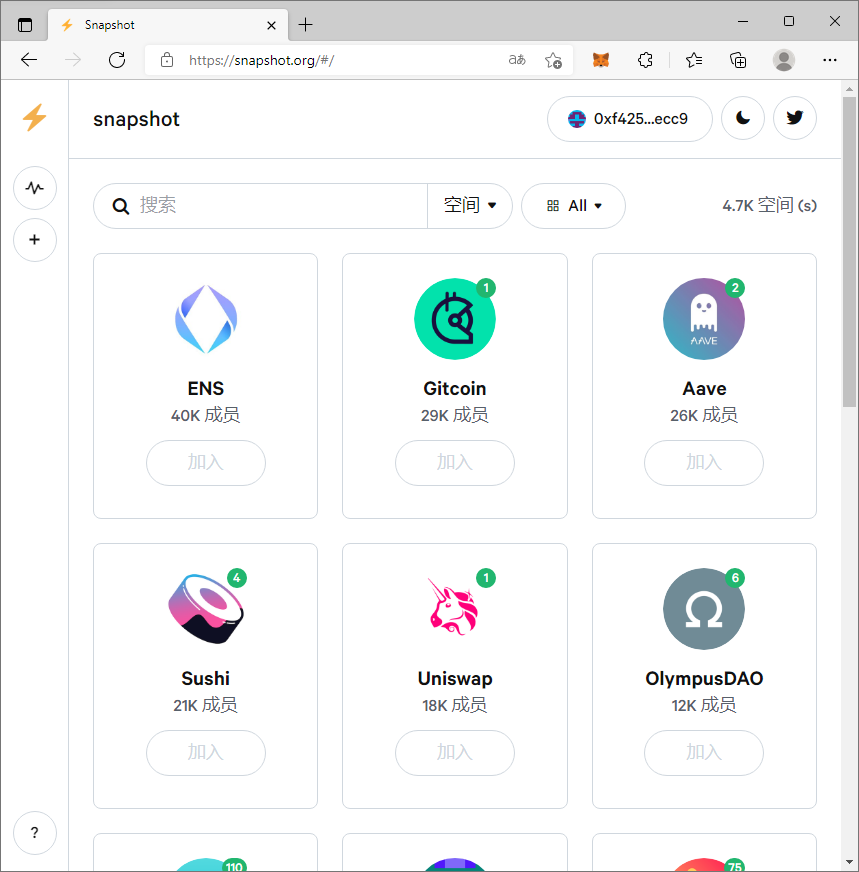 Snapshot
https://snapshot.org/#/
aあ
snapshot
0xf425...ecc9
搜索
空间
All
4.7K 空间 (s)
1
2
AAVE
ENS
Gitcoin
Aave
40K 成员
29K 成员
26K 成员
加入
加入
加入
4
1
6
Sushi
Uniswap
OlympusDAO
21K 成员
18K 成员
12K 成员
加入
加入
加入
?
110
75